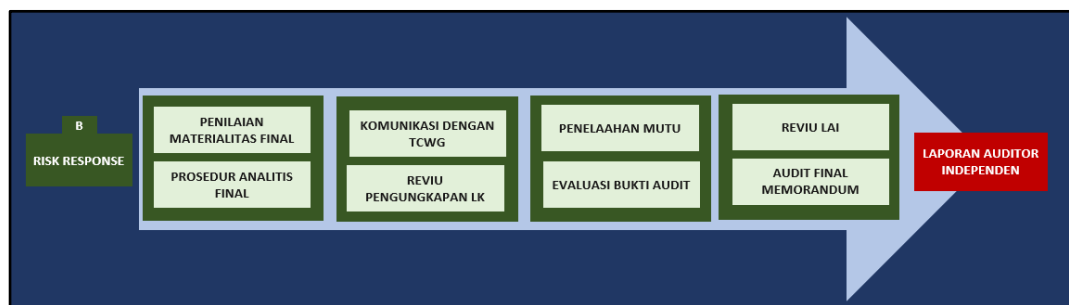 B
RISK RESPONSE
PENILAIAN
MATERIALITAS FINAL
PROSEDUR ANALITIS
FINAL
KOMUNIKASI DENGAN
TCWG
REVIU
PENGUNGKAPAN LK
PENELAAHAN MUTU
EVALUASI BUKTI AUDIT
REVIU LAI
AUDIT FINAL
MEMORANDUM
LAPORAN AUDITOR
INDEPENDEN